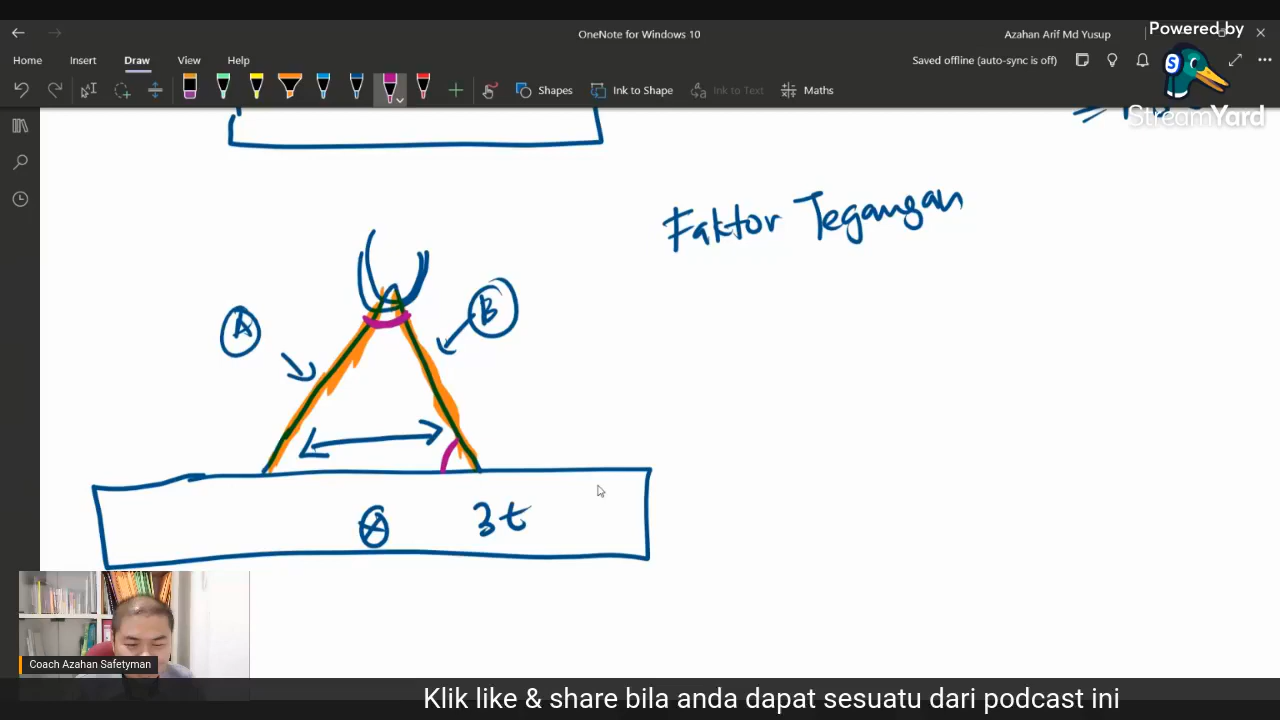 OneNote for Windows 10
Azahan Arif Md Yusup
Powered by
Home Insert Draw View Help
Saved offline (auto-sync is off)
S
Shapes Ink to Shape Ink to Text Maths
StreamYard
Faktor Tegangan
A
B
3t
Coach Azahan Safetyman
Klik like & share bila anda dapat sesuatu dari podcast ini